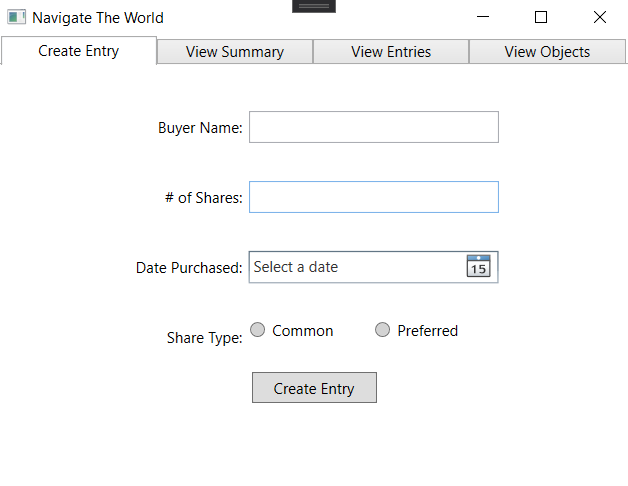 Navigate The World
Create Entry View Summary View Entries View Objects
Buyer Name:
# of Shares:
Date Purchased: Select a date 15
Share Type: Common Preferred
Create Entry